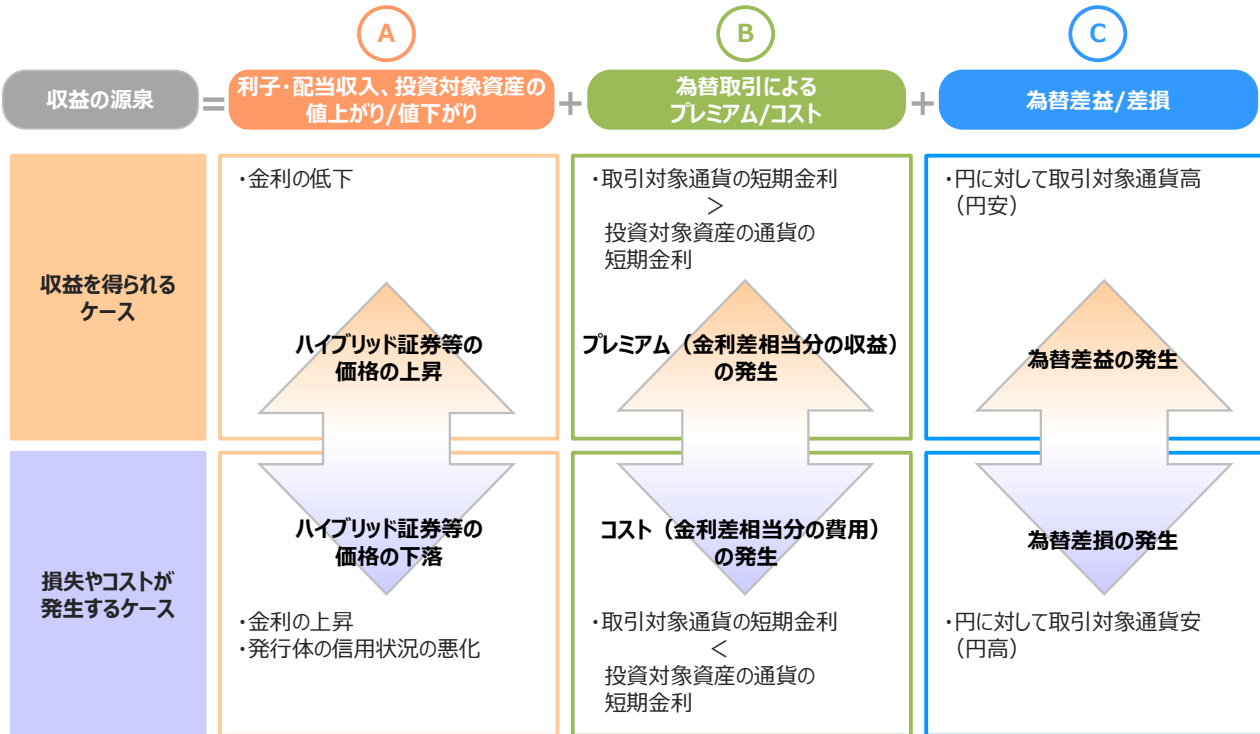 A
B
C
収益の源泉
=
利子・配当収入、投資対象資産の
値上がり/値下がり
+
為替取引による
プレミアム/コスト
+
為替差益/差損
収益を得られる
ケース
・金利の低下
ハイブリッド証券等の
価格の上昇
・取引対象通貨の短期金利
＞
投資対象資産の通貨の
短期金利
プレミアム（金利差相当分の収益）
の発生
・円に対して取引対象通貨高
（円安）
為替差益の発生
損失やコストが
発生するケース
ハイブリッド証券等の
価格の下落
・金利の上昇
・発行体の信用状況の悪化
コスト（金利差相当分の費用）
の発生
・取引対象通貨の短期金利
＜
投資対象資産の通貨の
短期金利
為替差損の発生
・円に対して取引対象通貨安
（円高）